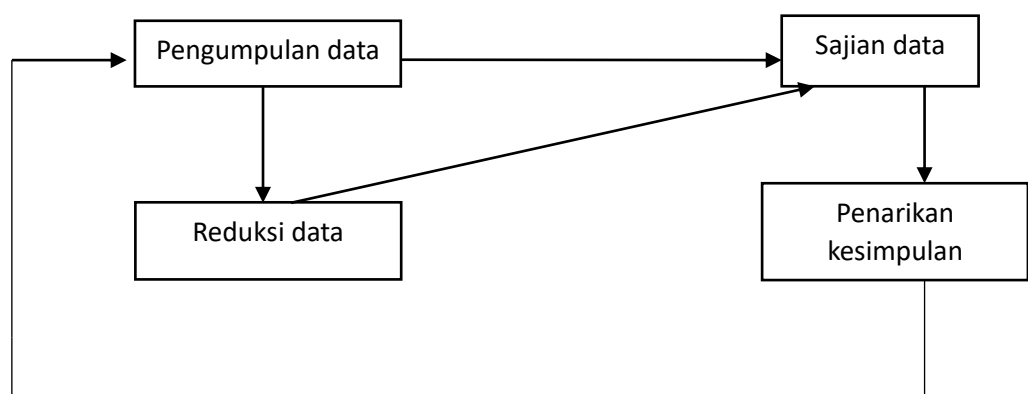 Pengumpulan data
Sajian data
Reduksi data
Penarikan
kesimpulan